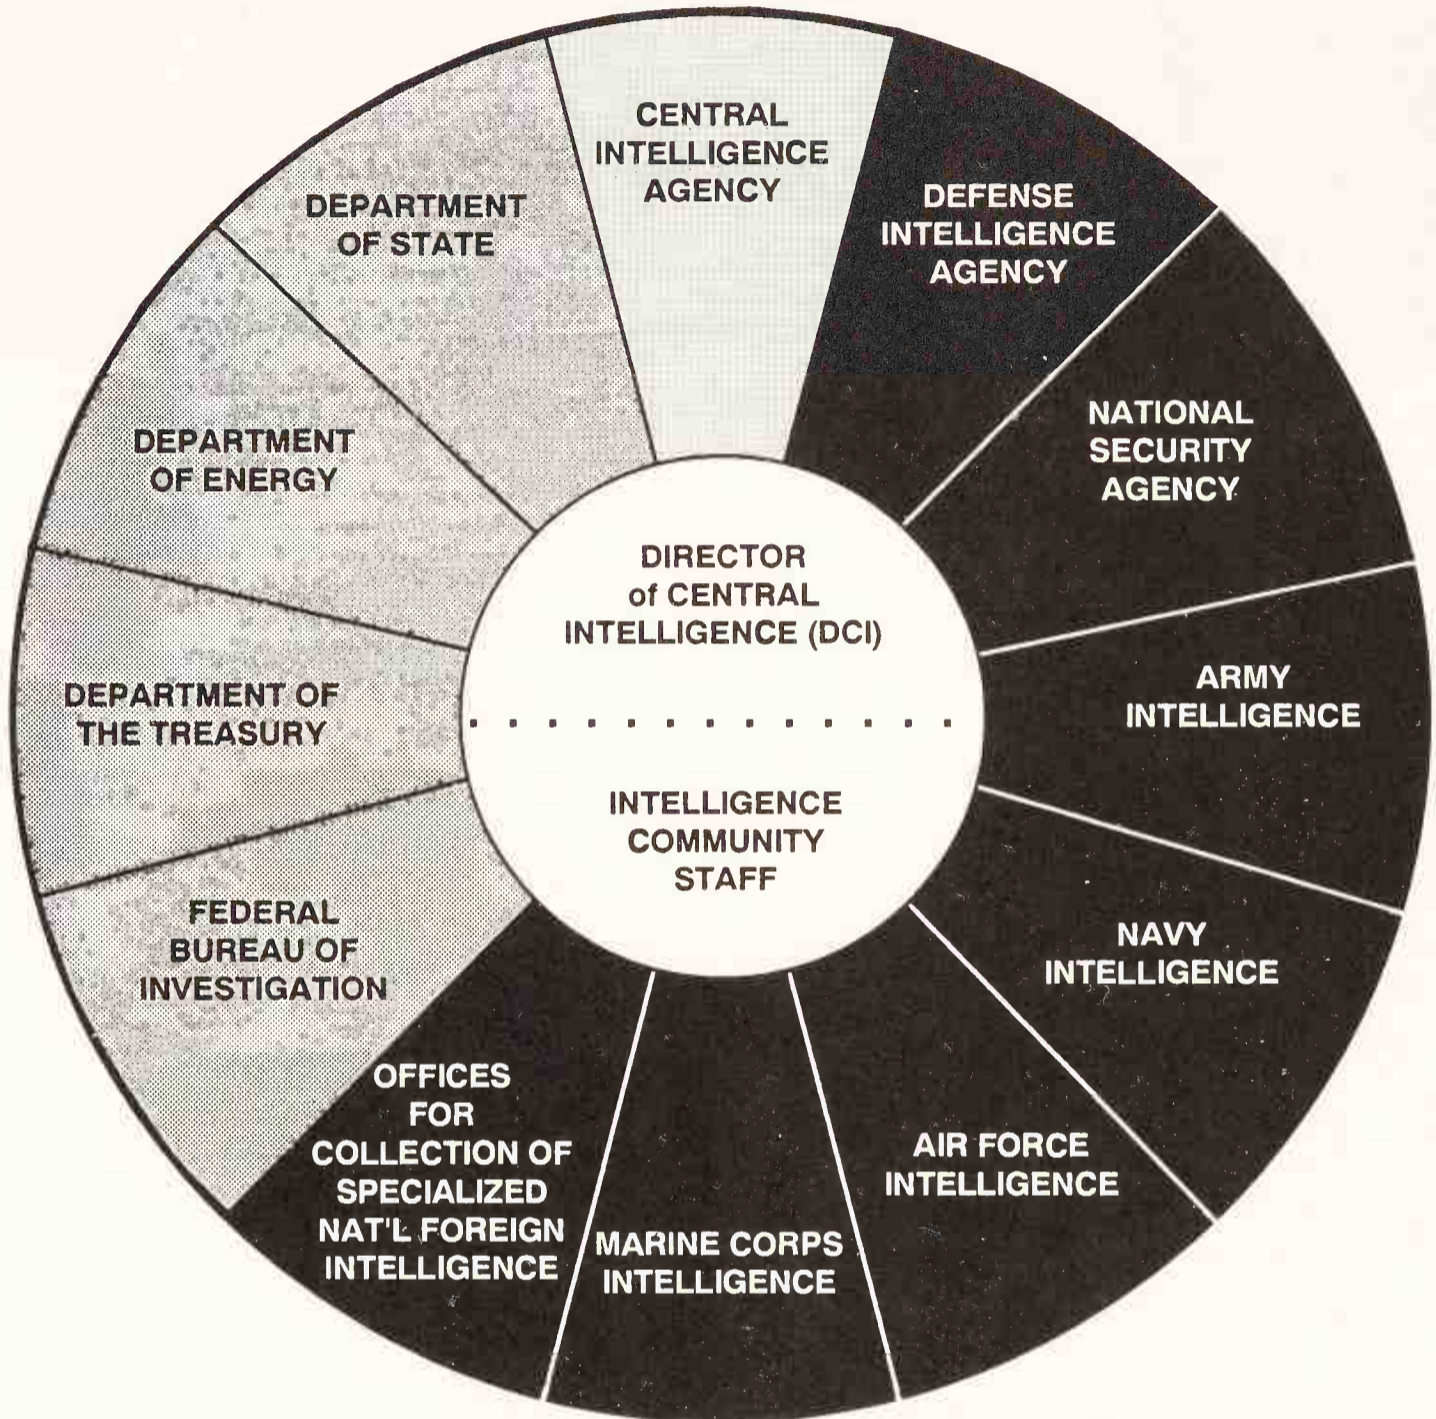 CENTRAL
INTELLIGENCE
AGENCY
DEFENSE
INTELLIGENCE
AGENCY
NATIONAL
SECURITY
AGENCY
ARMY
INTELLIGENCE
NAVY
INTELLIGENCE
AIR FORCE
INTELLIGENCE
MARINE CORPS
INTELLIGENCE
OFFICES
FOR
COLLECTION OF
SPECIALIZED
NAT'L FOREIGN
INTELLIGENCE
FEDERAL
BUREAU OF
INVESTIGATION
DEPARTMENT OF
THE TREASURY
DEPARTMENT
OF ENERGY
DEPARTMENT
OF STATE
DIRECTOR
of CENTRAL
INTELLIGENCE (DCI)
INTELLIGENCE
COMMUNITY
STAFF